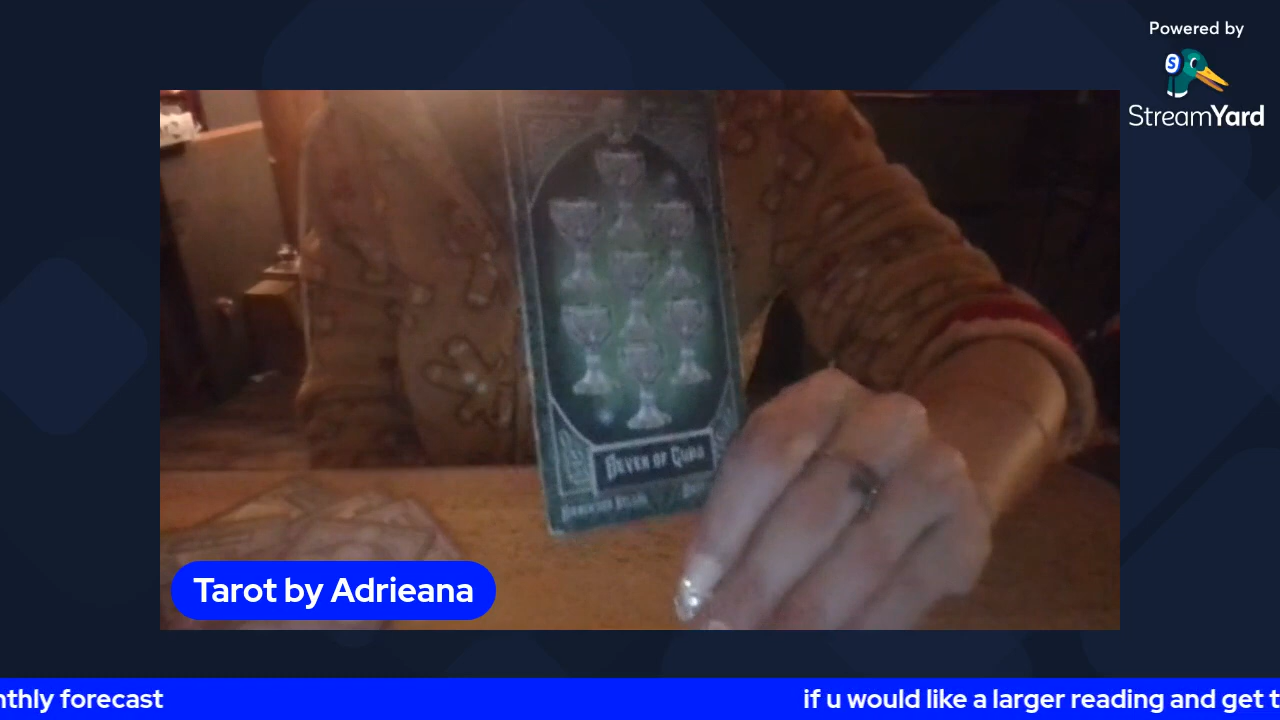 Powered by
S
StreamYard
Seven of Cups
Tarot by Adrieana
nthly forecast
if u would like a larger reading and get t